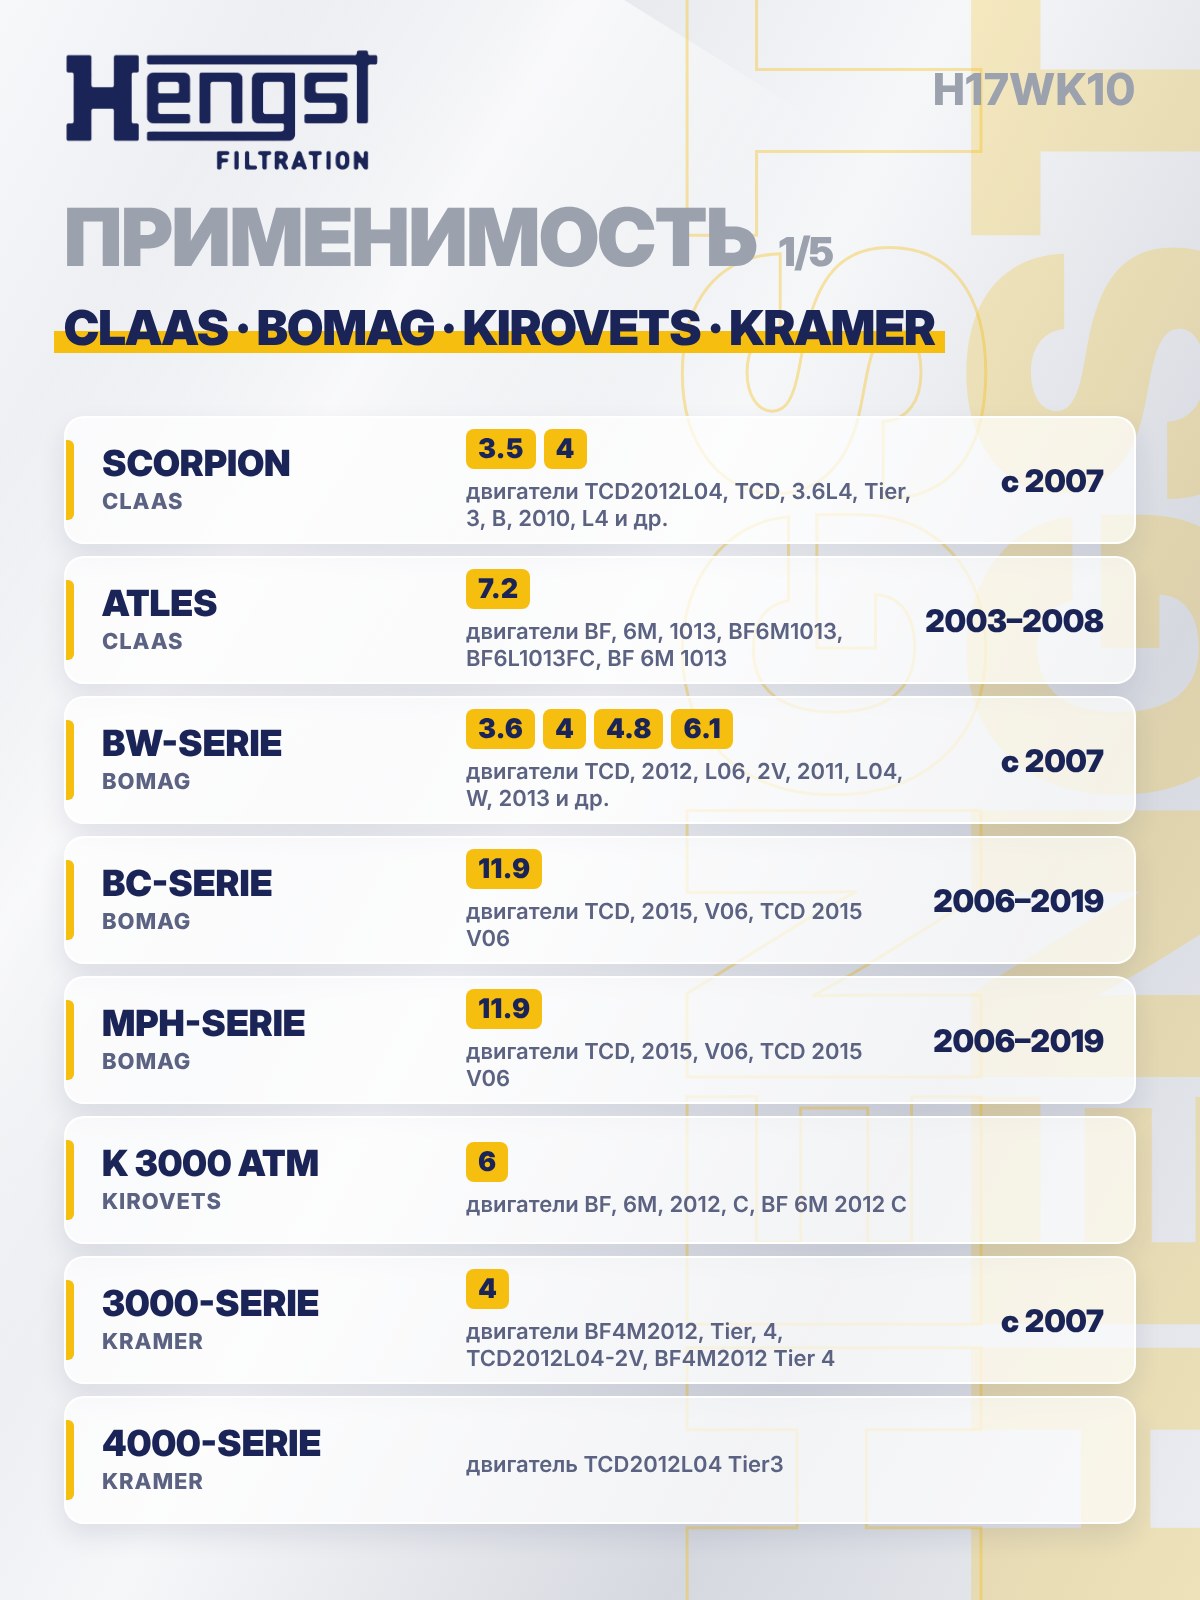 Hengst
FILTRATION
H17WK10
ПРИМЕНИМОСТЬ 1/5
CLAAS · BOMAG · KIROVETS · KRAMER
SCORPION
CLAAS
3.5 4
двигатели TCD2012L04, TCD, 3.6L4, Tier,
3, B, 2010, L4 и др.
с 2007
ATLES
CLAAS
7.2
двигатели BF, 6M, 1013, BF6M1013,
BF6L1013FC, BF 6M 1013
2003–2008
BW-SERIE
BOMAG
3.6 4 4.8 6.1
двигатели TCD, 2012, L06, 2V, 2011, L04,
W, 2013 и др.
с 2007
BC-SERIE
BOMAG
11.9
двигатели TCD, 2015, V06, TCD 2015
V06
2006–2019
MPH-SERIE
BOMAG
11.9
двигатели TCD, 2015, V06, TCD 2015
V06
2006–2019
K 3000 ATM
KIROVETS
6
двигатели BF, 6M, 2012, C, BF 6M 2012 C
3000-SERIE
KRAMER
4
двигатели BF4M2012, Tier, 4,
TCD2012L04-2V, BF4M2012 Tier 4
с 2007
4000-SERIE
KRAMER
двигатель TCD2012L04 Tier3
HENGST
HENGST